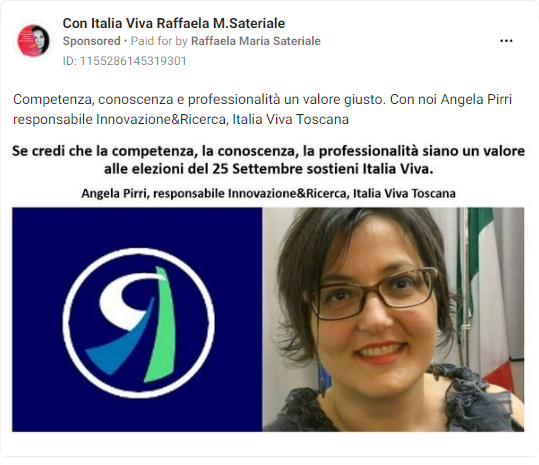 Con Italia Viva Raffaela M.Sateriale
Sponsored • Paid for by Raffaela Maria Sateriale
ID: 1155286145319301
Competenza, conoscenza e professionalità un valore giusto. Con noi Angela Pirri
responsabile Innovazione&Ricerca, Italia Viva Toscana
Se credi che la competenza, la conoscenza, la professionalità siano un valore
alle elezioni del 25 Settembre sostieni Italia Viva.
Angela Pirri, responsabile Innovazione&Ricerca, Italia Viva Toscana